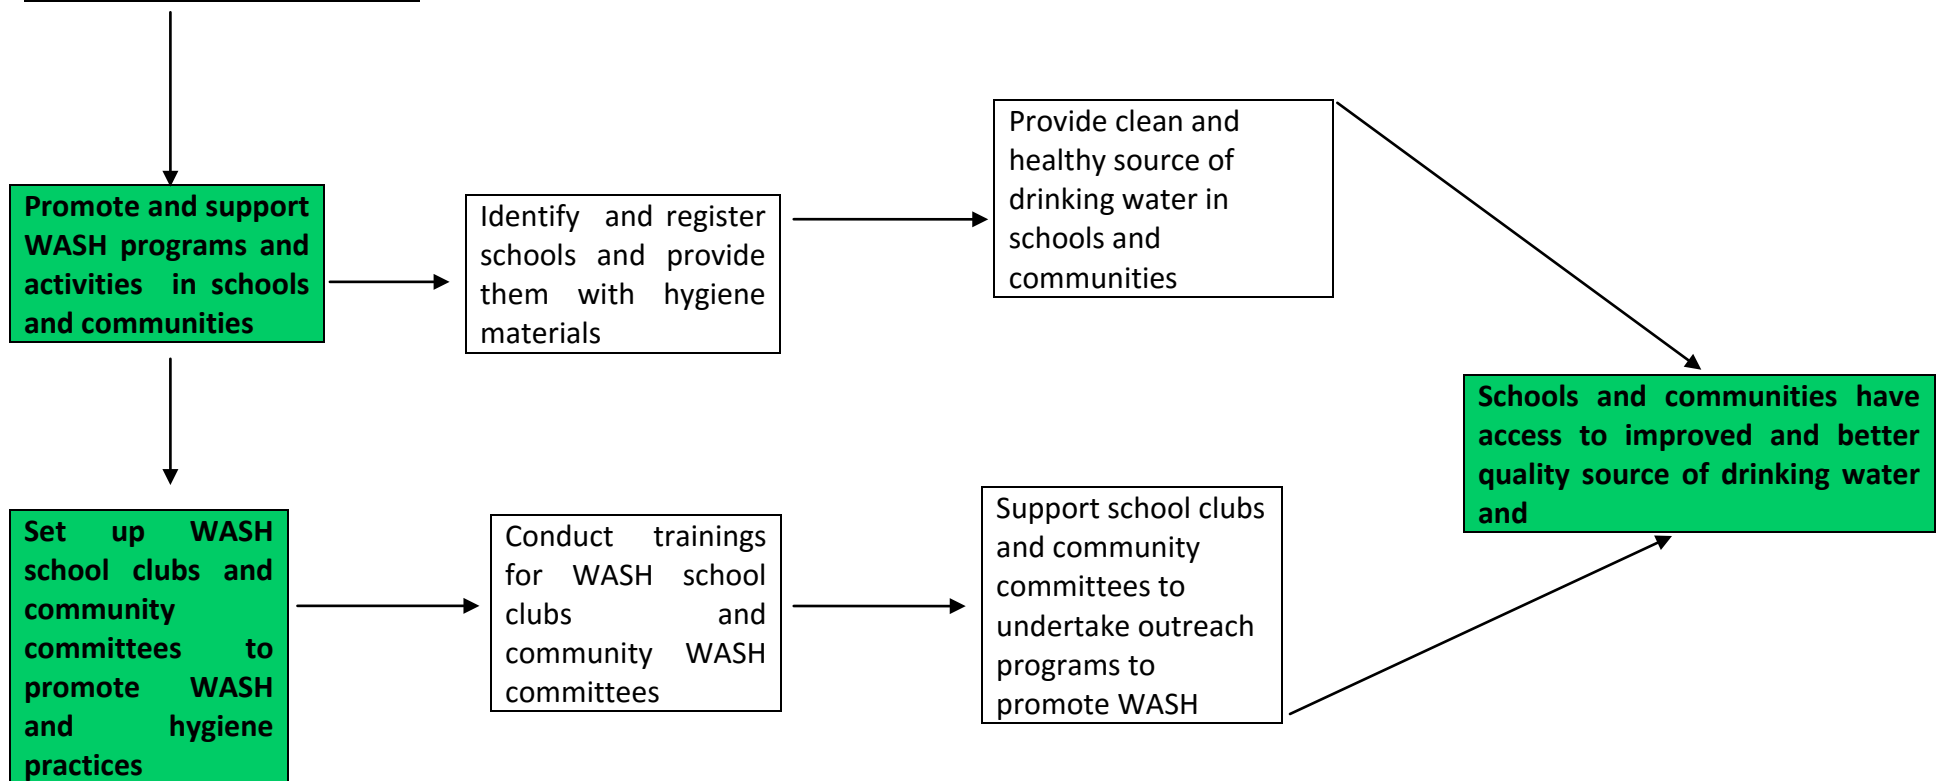 Promote and support
WASH programs and
activities in schools
and communities
Identify and register
schools and provide
them with hygiene
materials
Provide clean and
healthy source of
drinking water in
schools and
communities
Schools and communities have
access to improved and better
quality source of drinking water
and
Set up WASH
school clubs and
community
committees to
promote WASH
and hygiene
practices
Conduct trainings
for WASH school
clubs and
community WASH
committees
Support school clubs
and community
committees to
undertake outreach
programs to
promote WASH